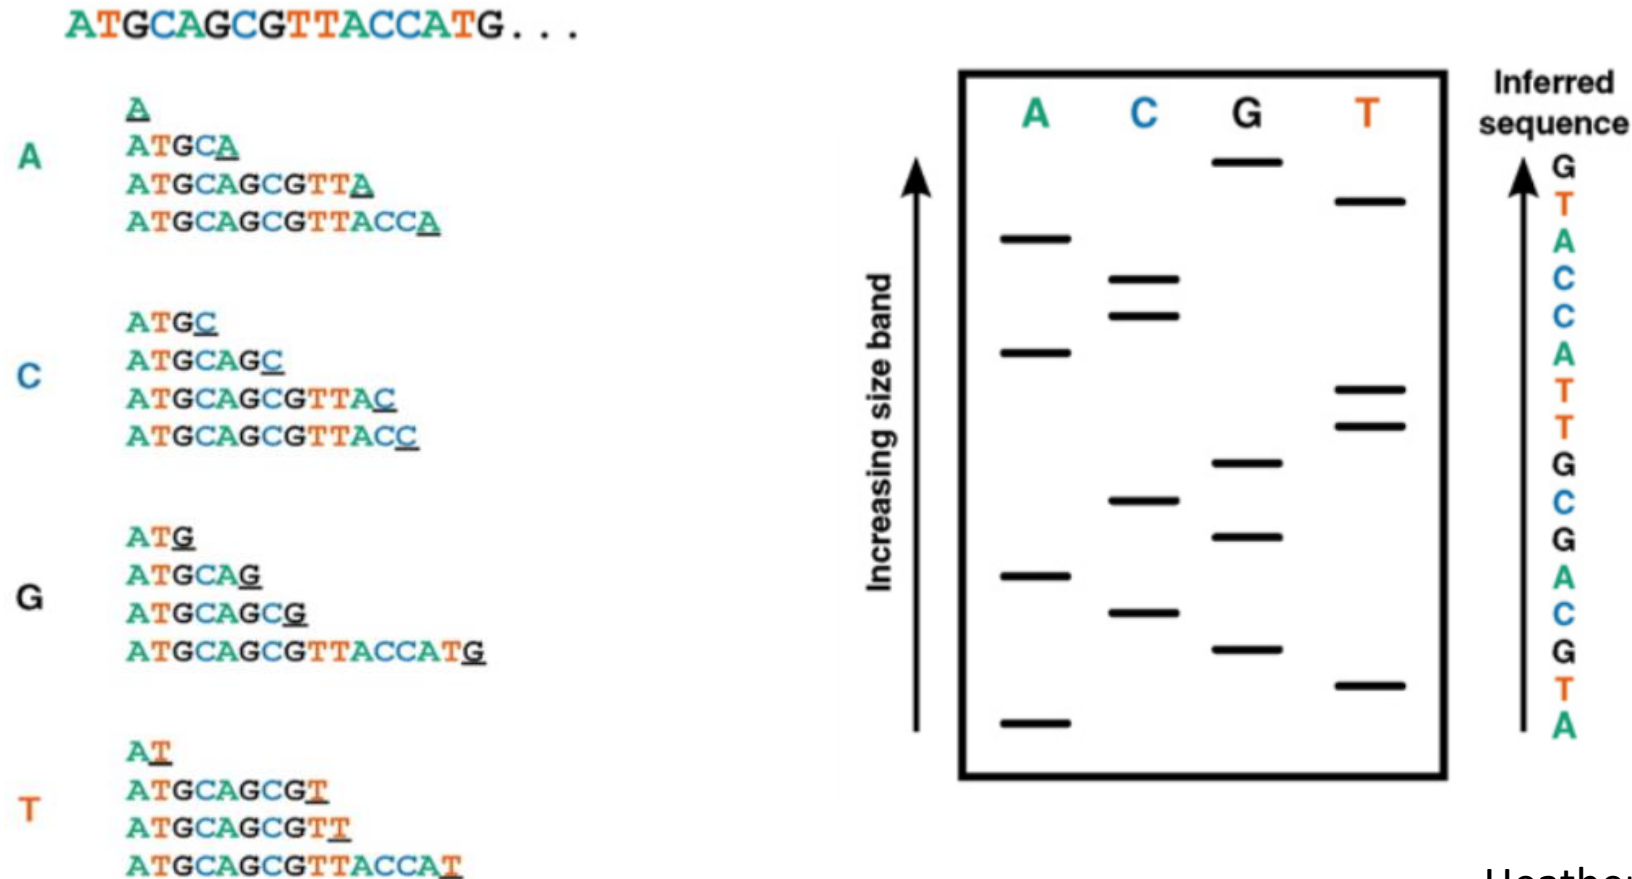 ATGCAGCGTTACCATG...
A
A
ATGCA
ATGCAGCGTTA
ATGCAGCGTTACCA
C
ATGC
ATGCAGC
ATGCAGCGTTAC
ATGCAGCGTTACC
G
ATG
ATGCAG
ATGCAGCG
ATGCAGCGTTACCATG
T
AT
ATGCAGCGT
ATGCAGCGTT
ATGCAGCGTTACCAT
Increasing size band
A C G T
Inferred
sequence
G
T
A
C
C
A
T
T
G
C
G
A
C
G
T
A